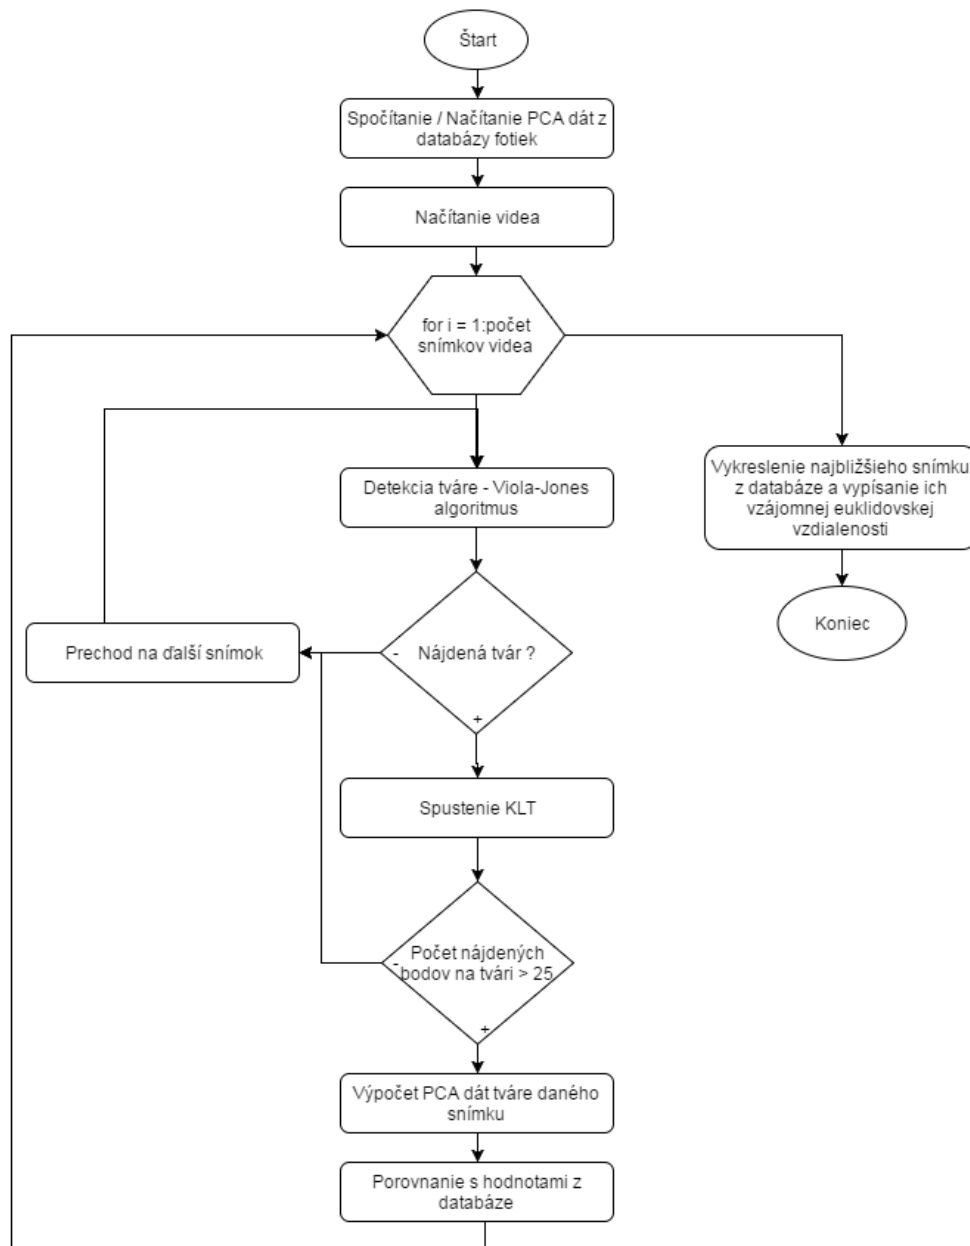 Štart
Spočítanie / Načítanie PCA dát z
databázy fotiek
Načítanie videa
for i = 1:počet
snímkov videa
Detekcia tváre - Viola-Jones
algoritmus
Vykreslenie najbližšieho snímku
z databáze a vypísanie ich
vzájomnej euklidovskej
vzdialenosti
Koniec
Prechod na ďalší snímok
-
Nájdená tvár ?
+
Spustenie KLT
Počet nájdených
-
bodov na tvári > 25
+
Výpočet PCA dát tváre daného
snímku
Porovnanie s hodnotami z
databáze